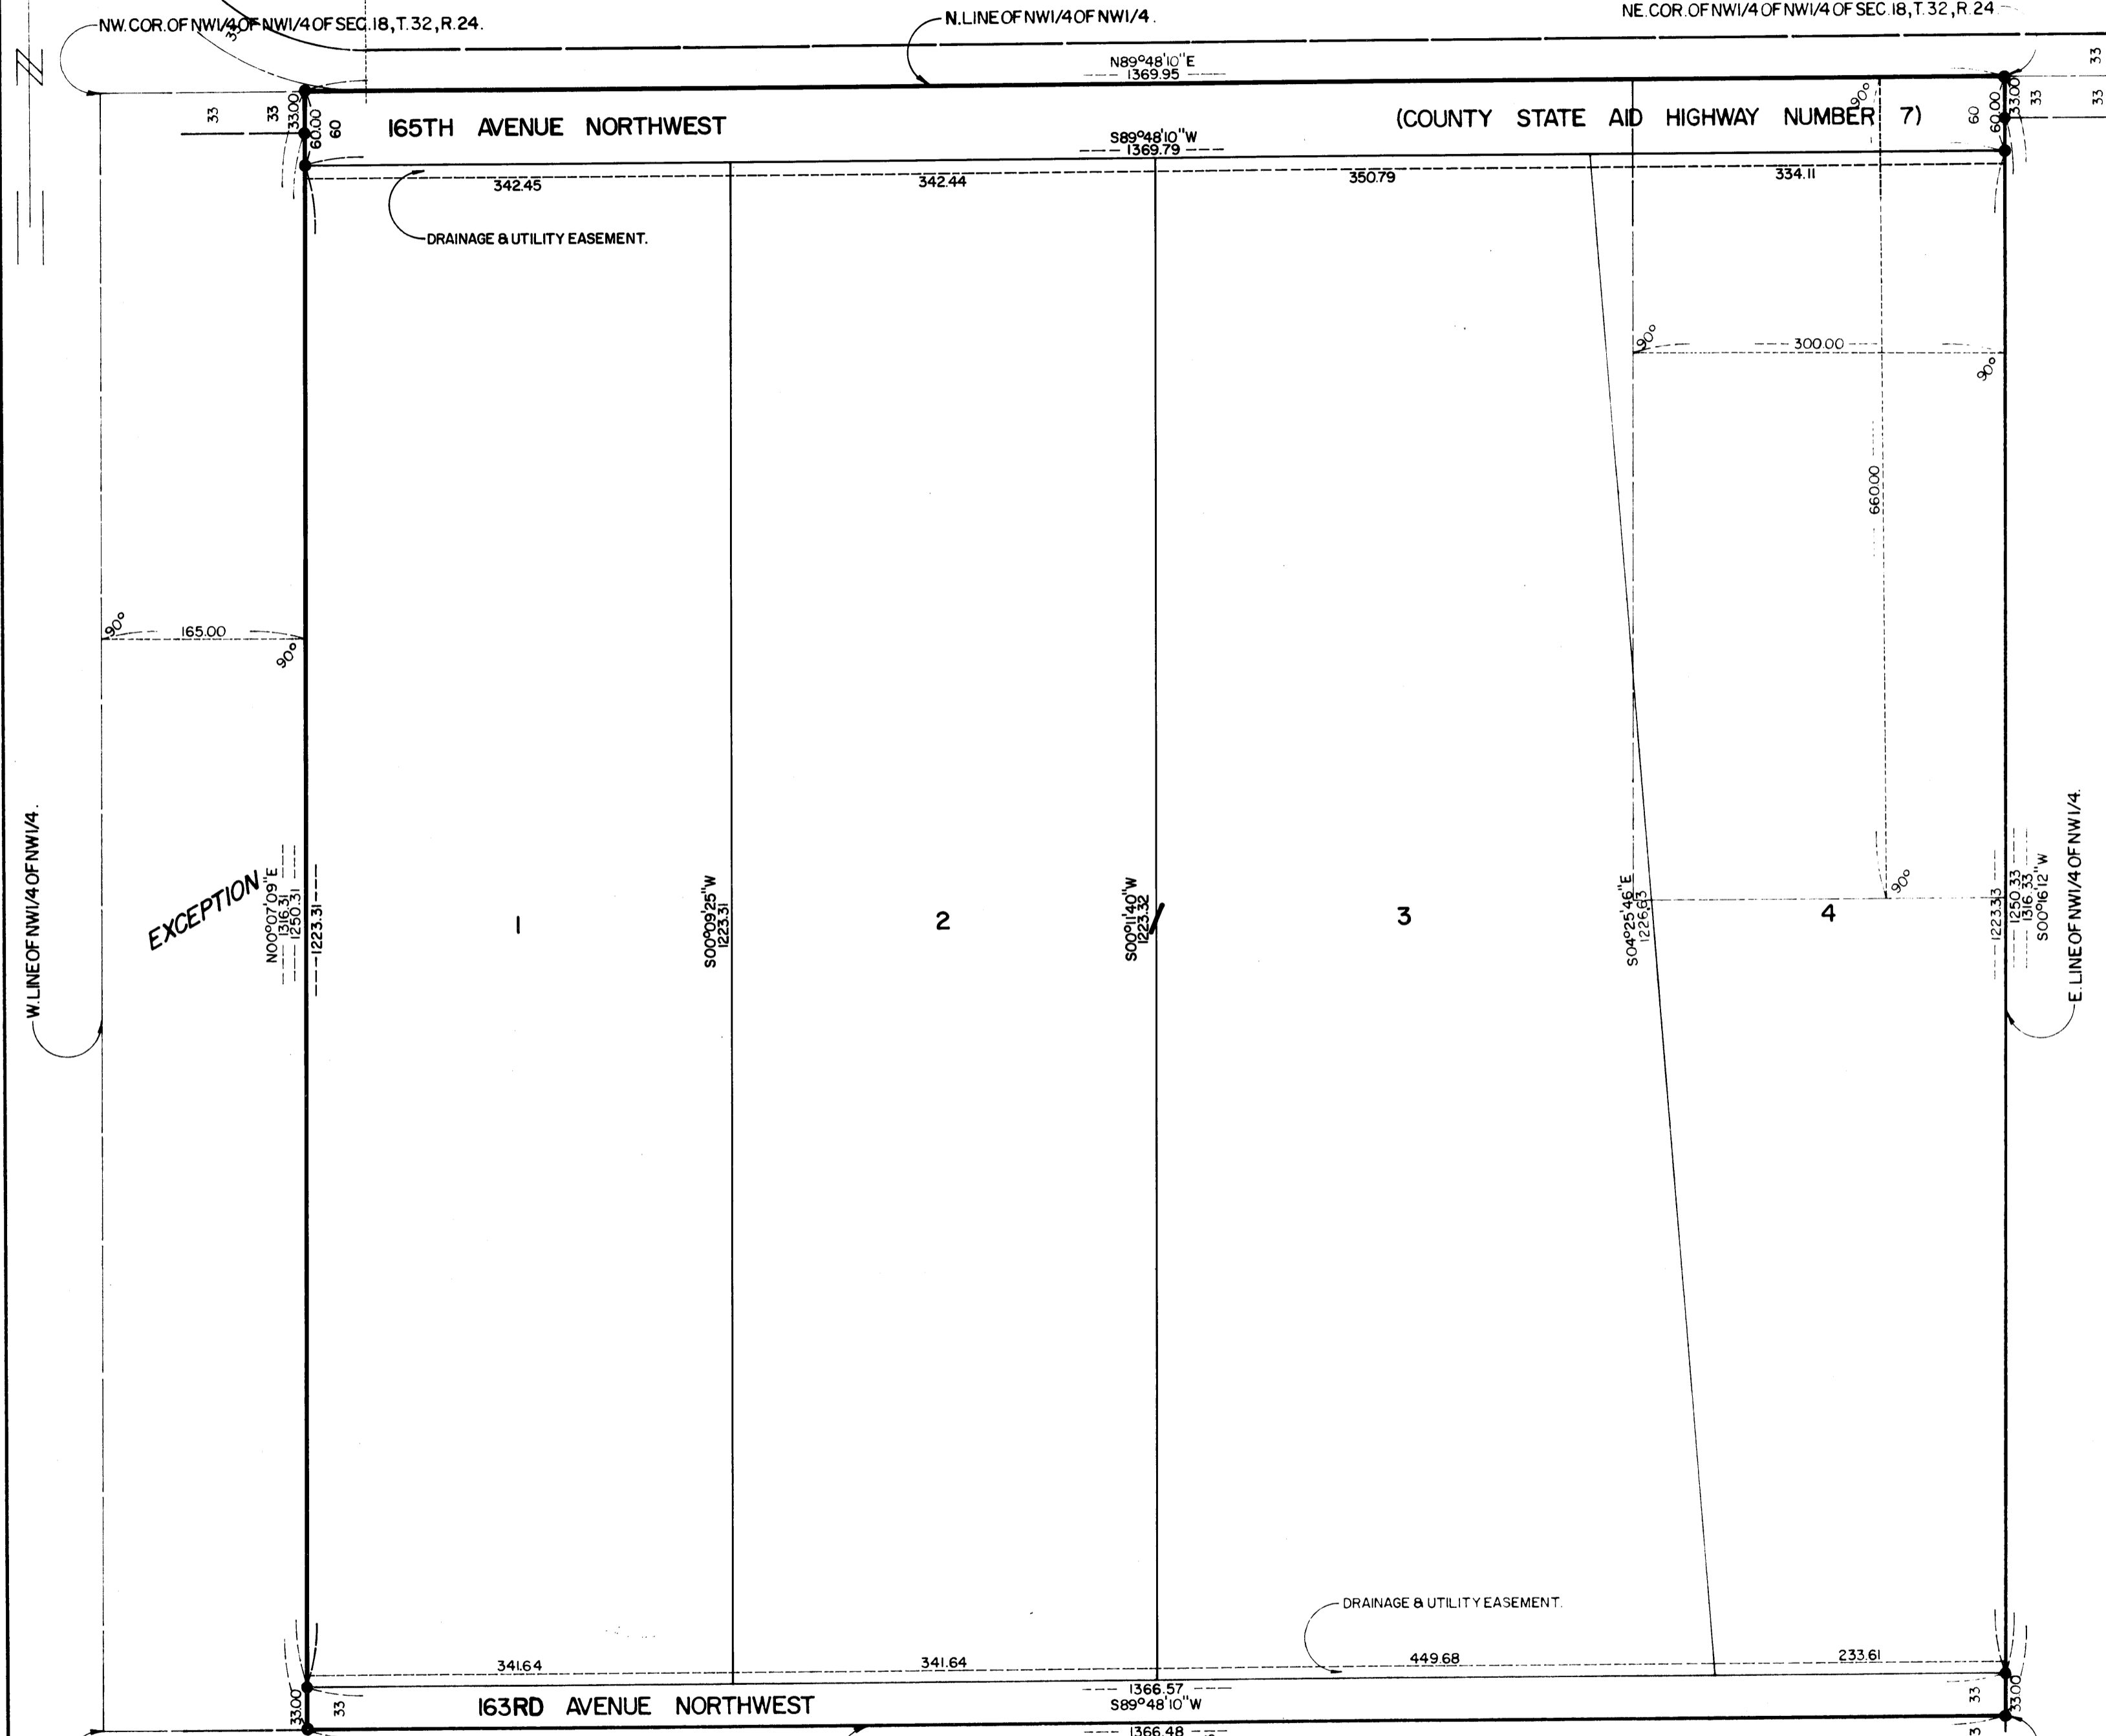 NW. COR. OF NW1/4 OF NW1/4 OF SEC. 18, T. 32, R. 24.
N. LINE OF NW1/4 OF NW1/4.
NE. COR. OF NW1/4 OF NW1/4 OF SEC. 18, T. 32, R. 24
33
33
N89°48'10"E
1369.95
33
33
33.00
60.00
60
165TH AVENUE NORTHWEST
(COUNTY STATE AID HIGHWAY NUMBER 7)
90°
60
60.00
33.00
33
33
S89°48'10"W
1369.79
342.45
342.44
350.79
334.11
DRAINAGE & UTILITY EASEMENT.
90°
300.00
90°
660.00
90°
165.00
90°
W. LINE OF NW1/4 OF NW1/4.
EXCEPTION
N00°07'09"E
1316.31
1250.31
1223.31
1
S00°09'25"W
1223.31
2
S00°11'40"W
1223.32
3
S04°25'46"E
1226.63
4
90°
1223.33
1250.33
1316.33
S00°16'12"W
E. LINE OF NW1/4 OF NW1/4.
DRAINAGE & UTILITY EASEMENT.
341.64
341.64
449.68
233.61
33.00
33
163RD AVENUE NORTHWEST
1366.57
S89°48'10"W
33
33.00
1366.48
33